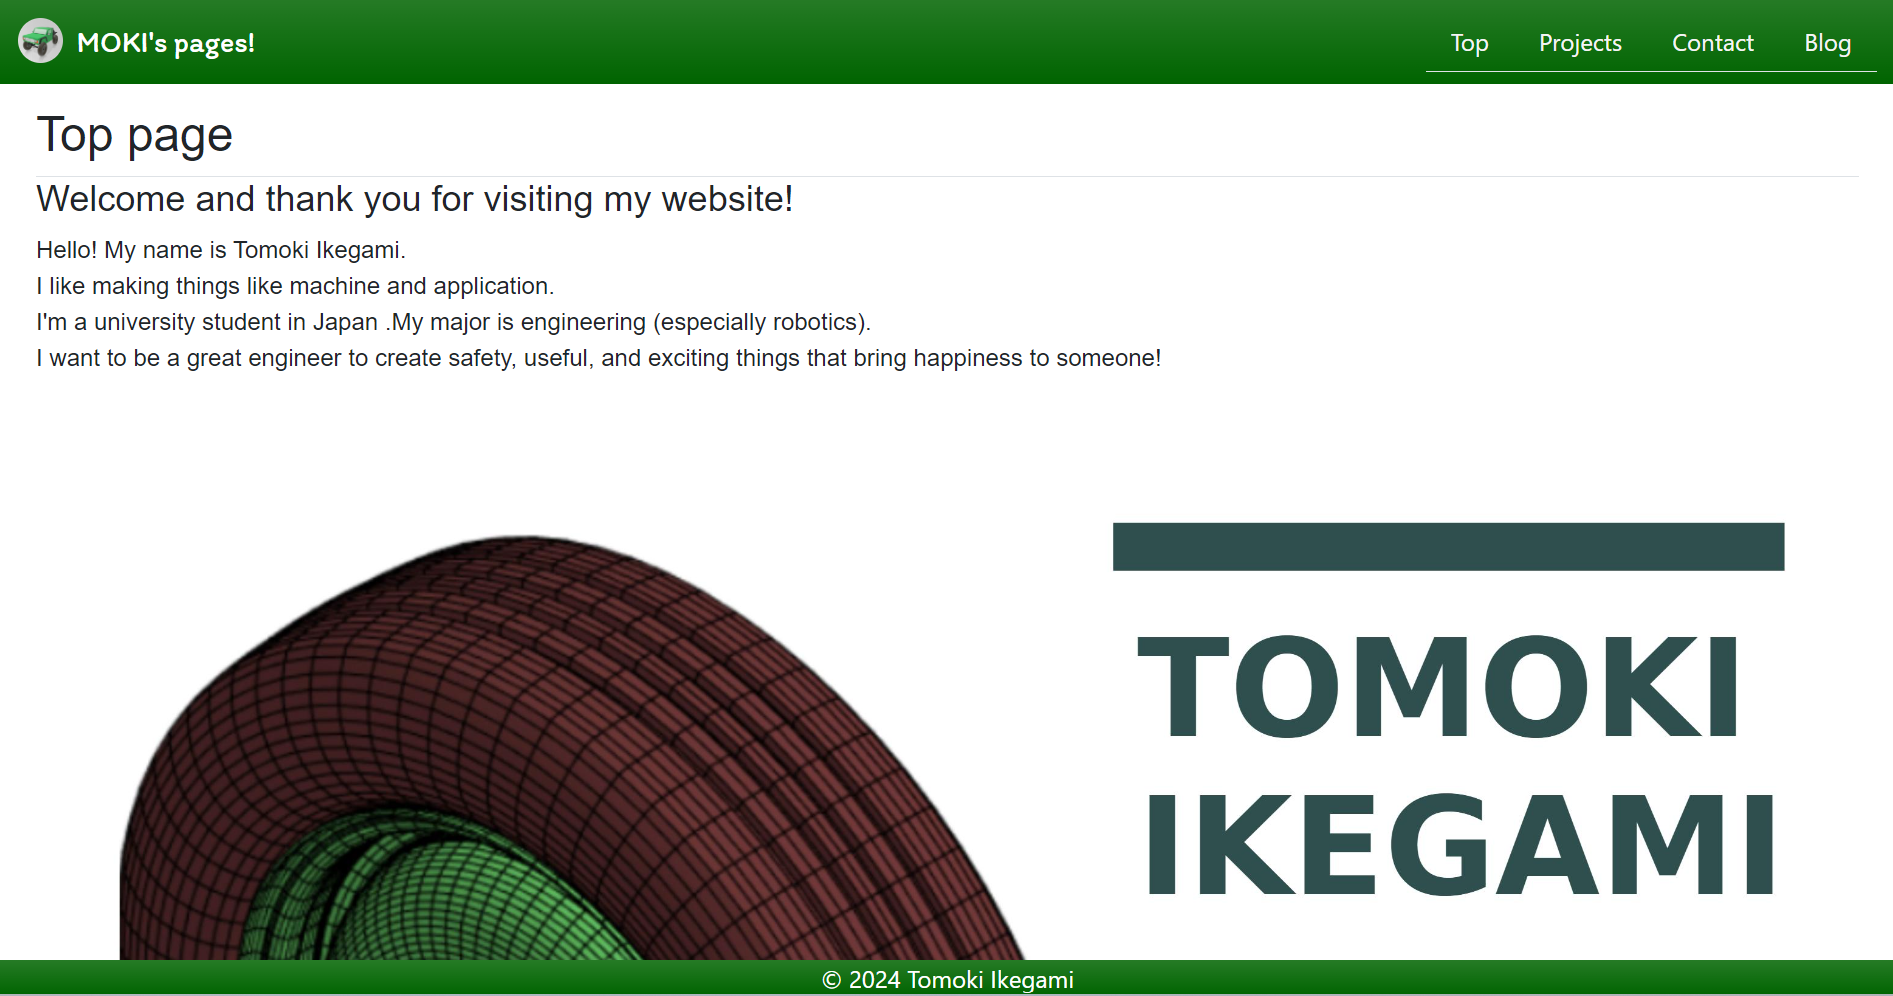 MOKI's pages!
Top Projects Contact Blog
Top page
Welcome and thank you for visiting my website!
Hello! My name is Tomoki Ikegami.
I like making things like machine and application.
I'm a university student in Japan .My major is engineering (especially robotics).
I want to be a great engineer to create safety, useful, and exciting things that bring happiness to someone!
TOMOKI
IKEGAMI
© 2024 Tomoki Ikegami